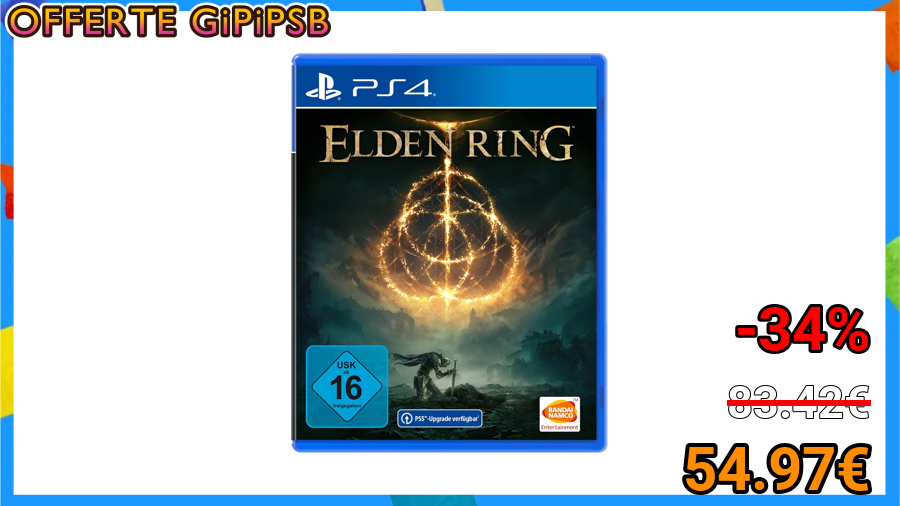 OFFERTE GiPiPSB
PS4
ELDEN RING
USK
ab
16
freigegeben
PS5™-Upgrade verfügbar
BANDAI
NAMCO
Entertainment
-34%
83.42€
54.97€